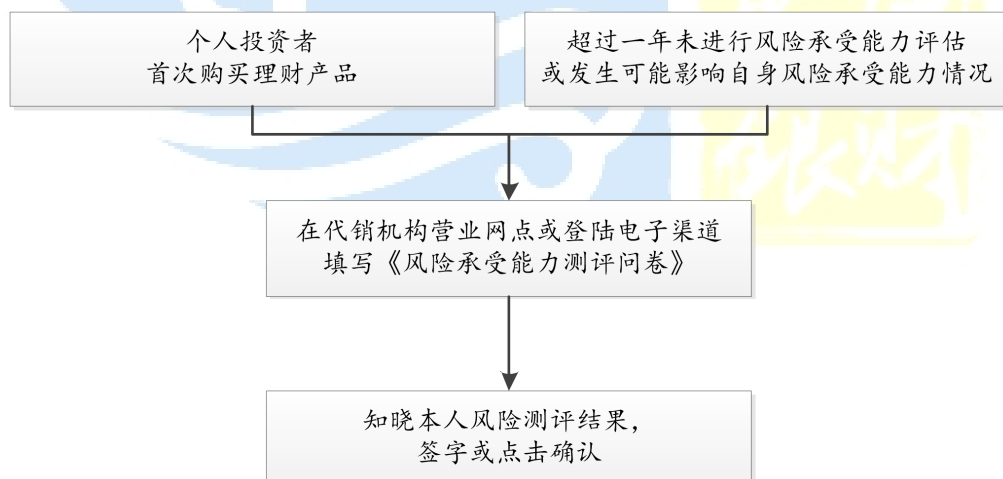 个人投资者
首次购买理财产品
超过一年未进行风险承受能力评估
或发生可能影响自身风险承受能力情况
在代销机构营业网点或登陆电子渠道
填写《风险承受能力测评问卷》
知晓本人风险测评结果，
签字或点击确认